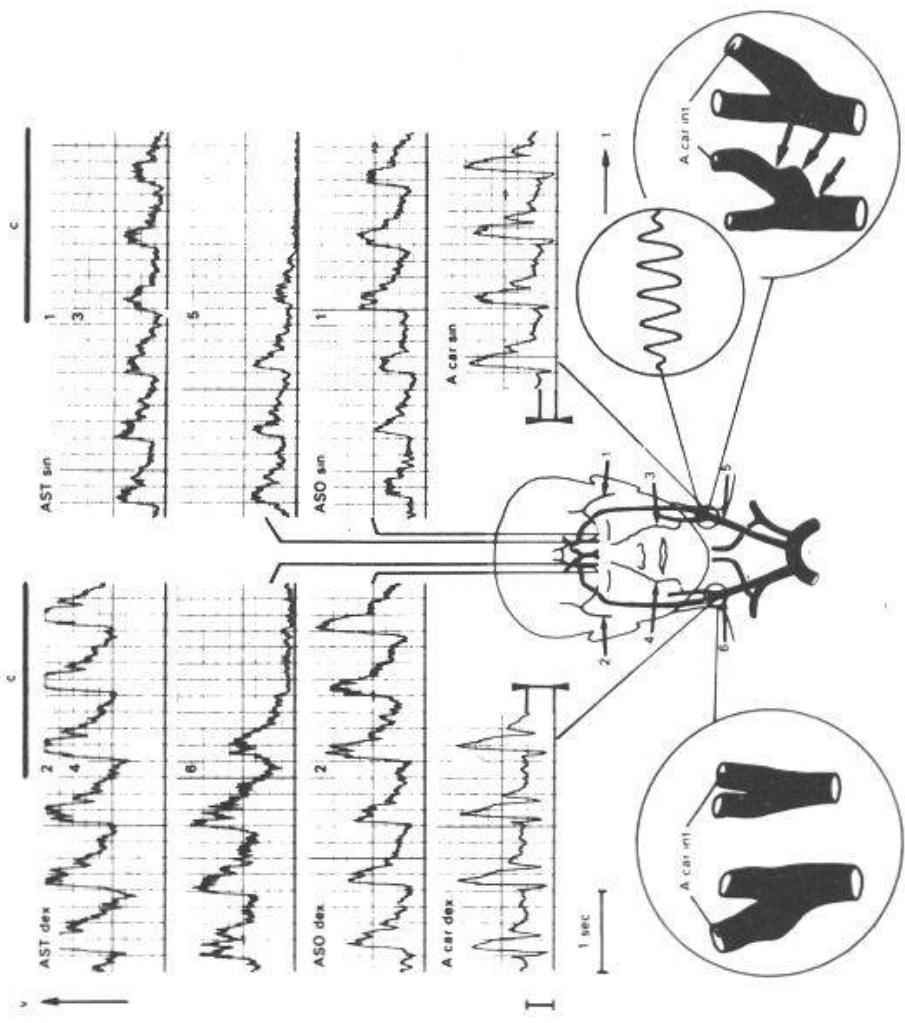 v c c
AST dex 2 AST sin 1
4 3
6 5
ASO dex 2 ASO sin 1
A car dex A car sin
1 sec 2 1 t
4 3
A car int
6 5
A car int